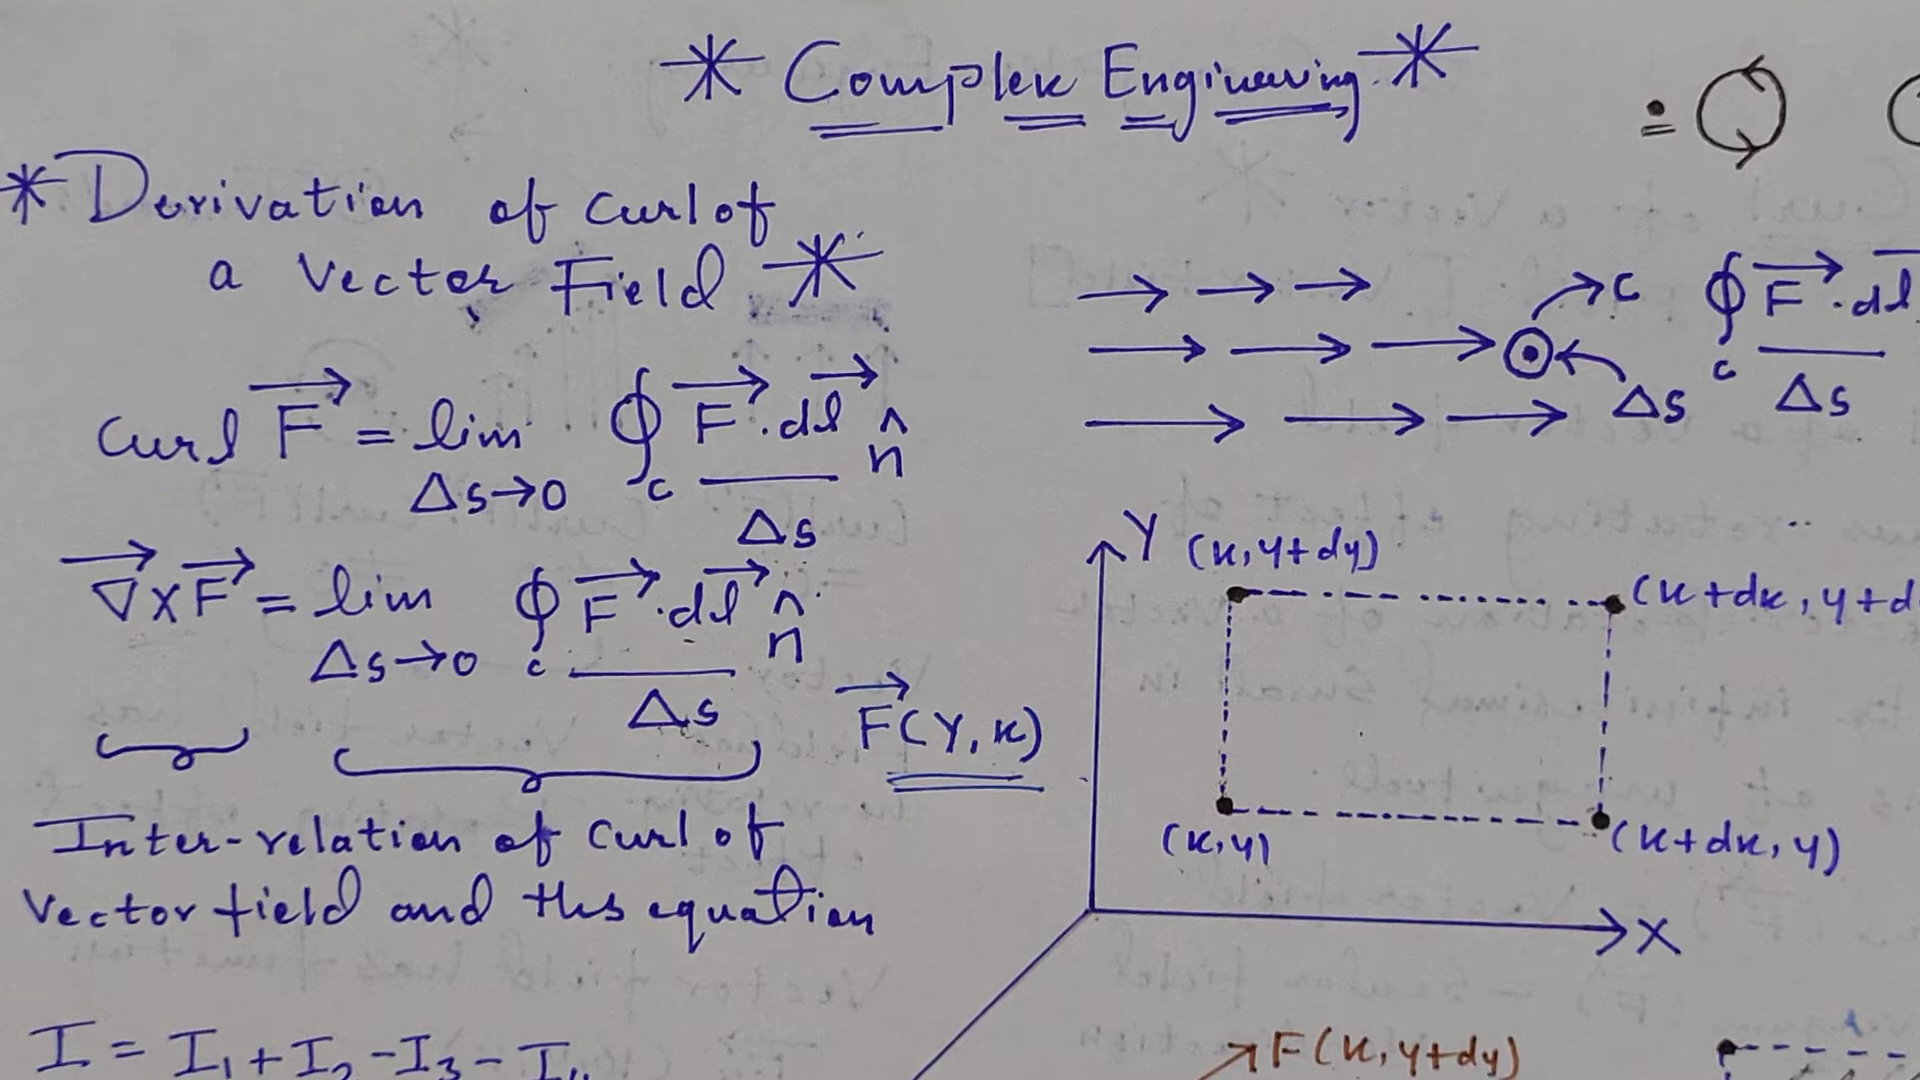 * Complex Engineering *
* Derivation of curl of
a Vector Field *
Curl F⃗ = lim ∮ F⃗.dl⃗ n̂
Δs→0 c Δs
∇⃗xF⃗ = lim ∮ F⃗.dl⃗ n̂
Δs→0 c Δs
F⃗(Y,x)
Inter-relation of curl of
Vector field and this equation
I = I₁+I₂-I₃-I₄
c ∮ F⃗.dl
c Δs
Δs
Y (x,y+dy)
(x+dx,y+d
(x,y)
(x+dx,y)
X
F(x,y+dy)